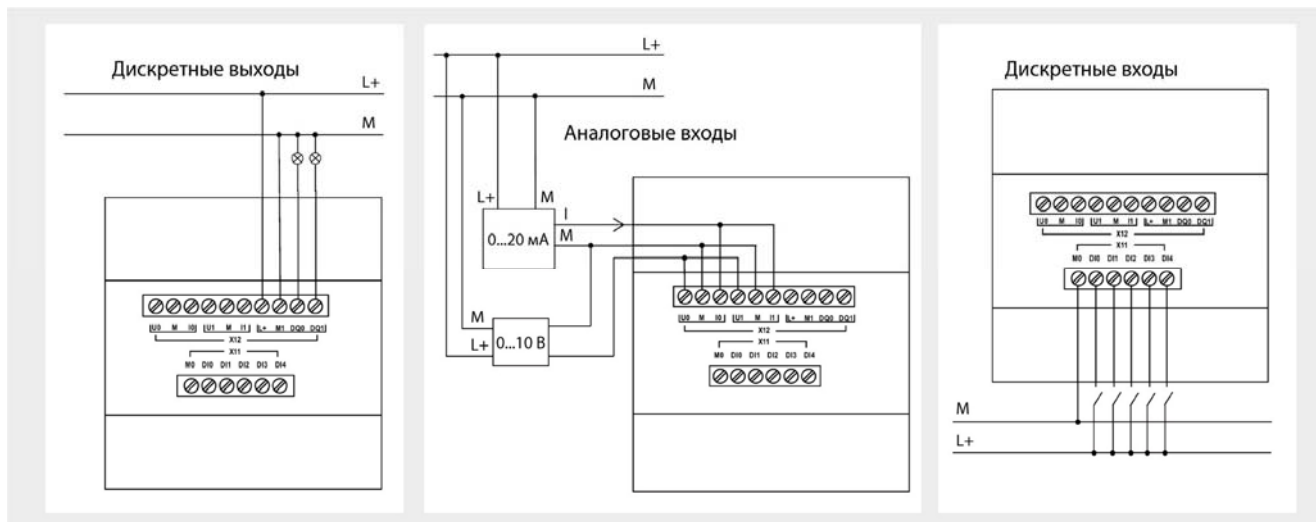 Дискретные выходы
L+
M
U0 M I0 U1 M I1 L+ M1 DQ0 DQ1
X12
X11
M0 DI0 DI1 DI2 DI3 DI4
L+
M
Аналоговые входы
L+ M
I
M
0...20 мА
M
L+
0...10 В
U0 M I0 U1 M I1 L+ M1 DQ0 DQ1
X12
X11
M0 DI0 DI1 DI2 DI3 DI4
Дискретные входы
U0 M I0 U1 M I1 L+ M1 DQ0 DQ1
X12
X11
M0 DI0 DI1 DI2 DI3 DI4
M
L+